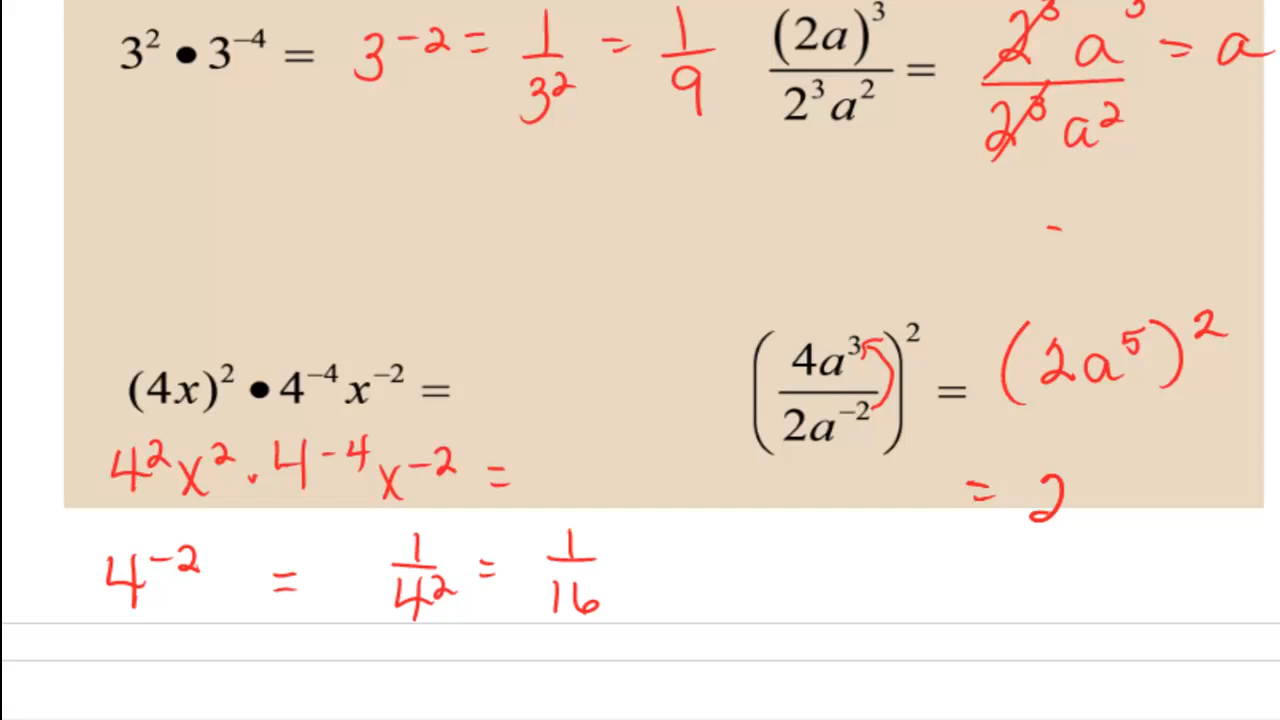 3² • 3⁻⁴ = 3⁻² = 1/3² = 1/9
(2a)³/2³a² = 2³a³/2³a² = a
-
(4x)² • 4⁻⁴x⁻² =
4²x² · 4⁻⁴x⁻² =
4⁻² = 1/4² = 1/16
(4a³/2a⁻²)² = (2a⁵)²
= 2